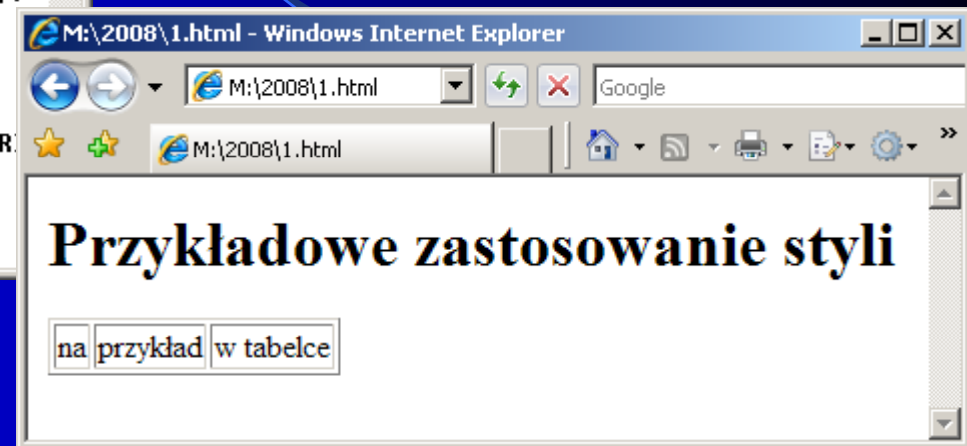 M:\2008\1.html - Windows Internet Explorer
M:\2008\1.html
Google
R
M:\2008\1.html
»
Przykładowe zastosowanie styli
na przykład w tabelce